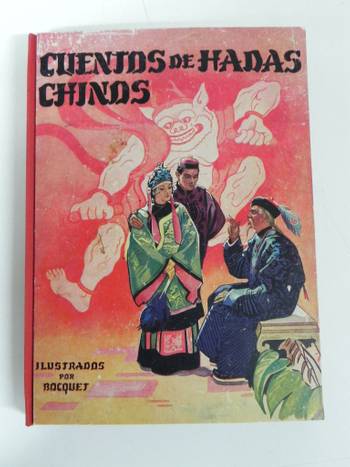 CUENTOS DE HADAS
CHINOS
ILUSTRADOS
POR
BOCQUET